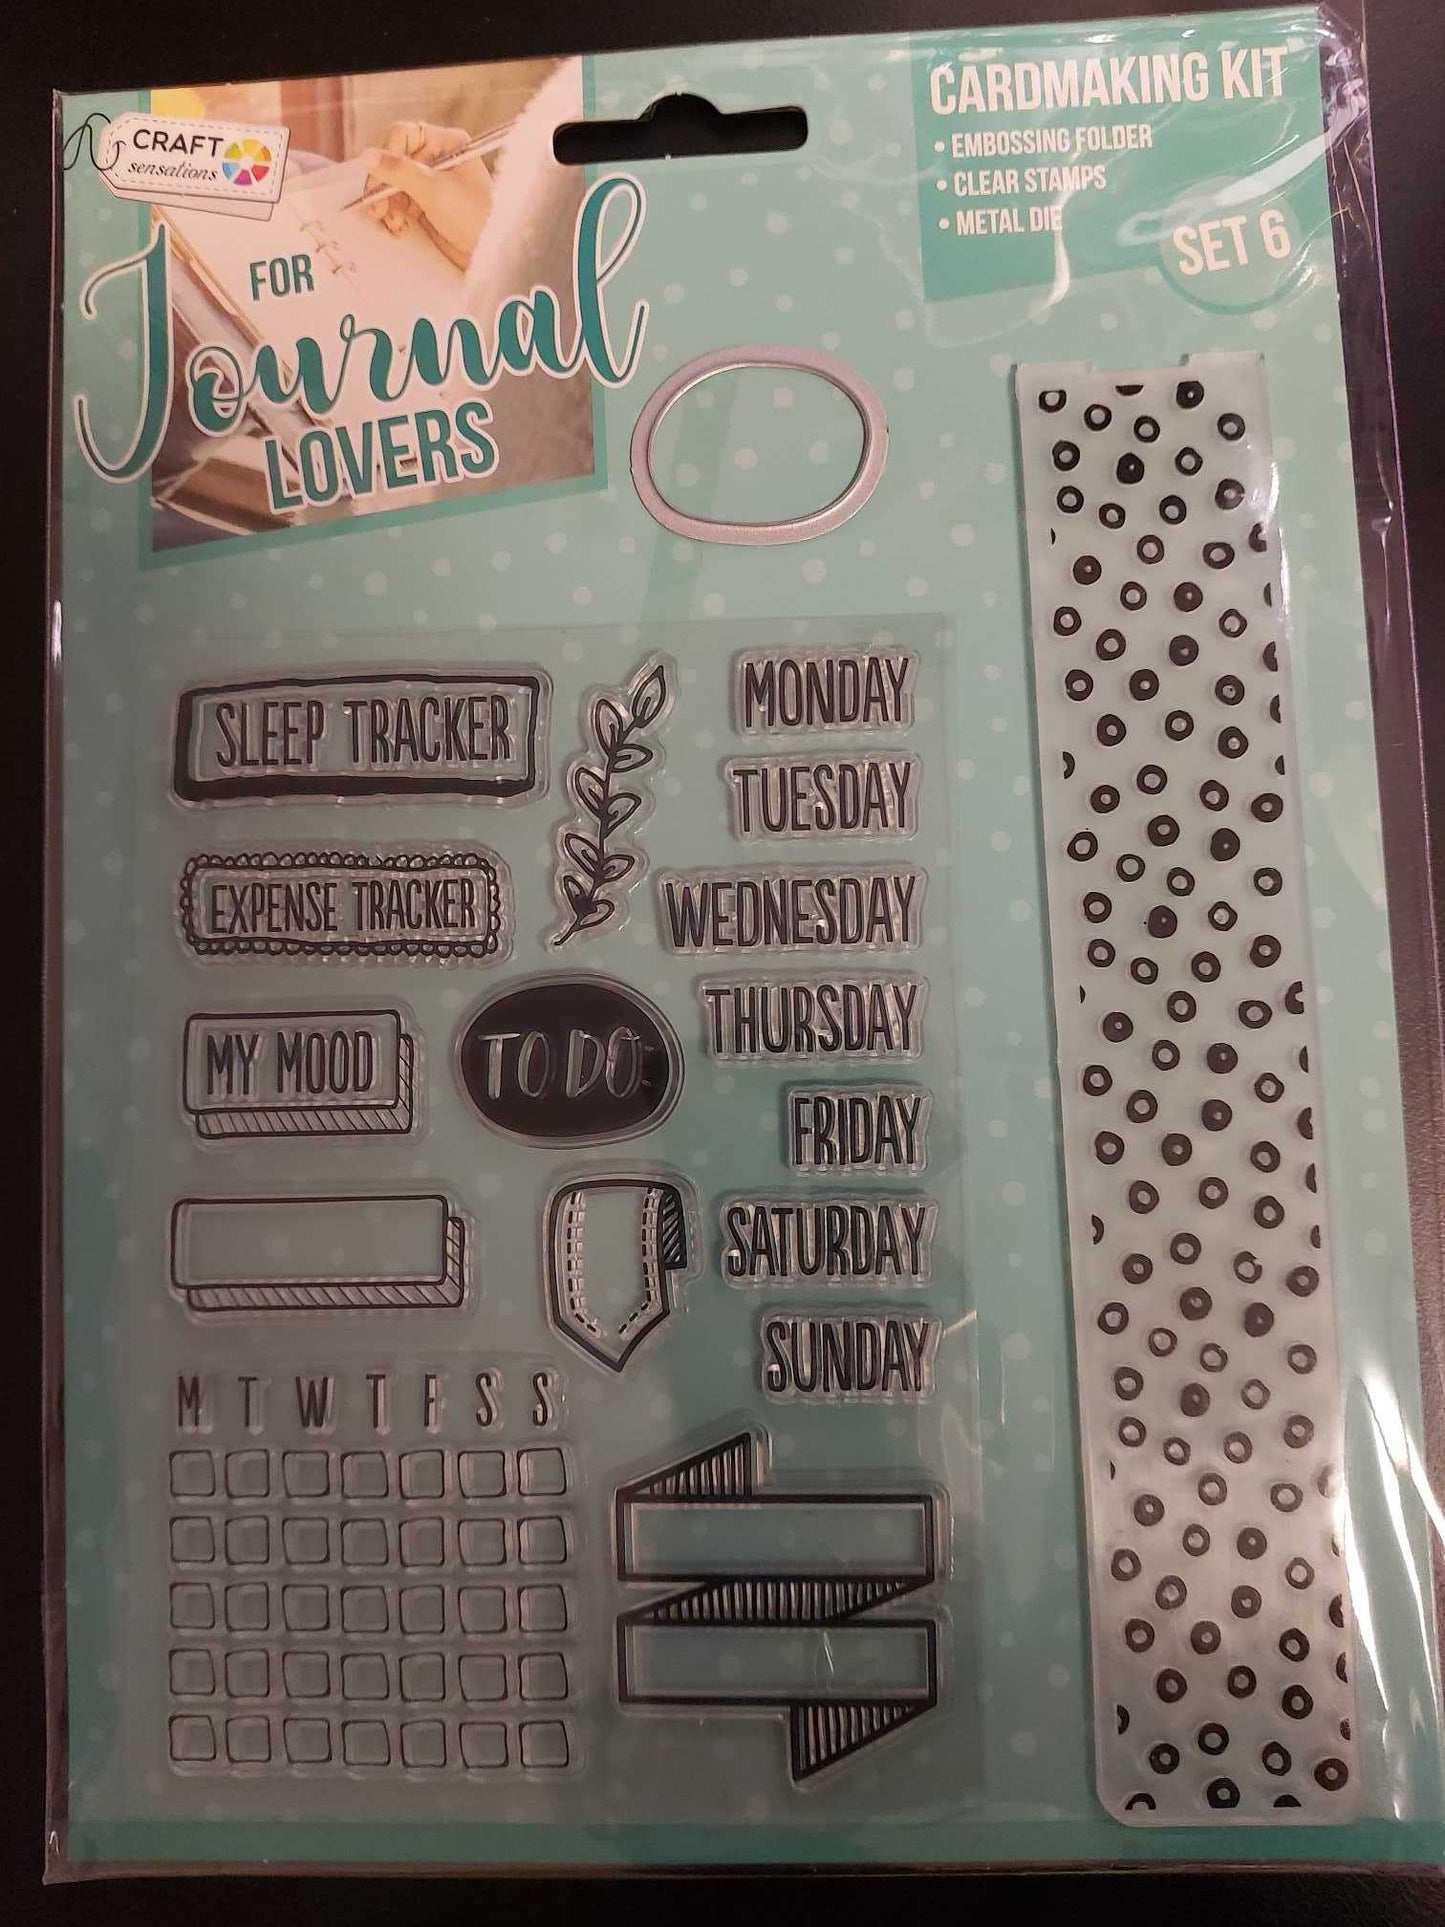 CRAFT
sensations
FOR
Journal
LOVERS
CARDMAKING KIT
• EMBOSSING FOLDER
• CLEAR STAMPS
• METAL DIE
SET 6
SLEEP TRACKER
EXPENSE TRACKER
MY MOOD
TO DO
MONDAY
TUESDAY
WEDNESDAY
THURSDAY
FRIDAY
SATURDAY
SUNDAY
M T W T F S S